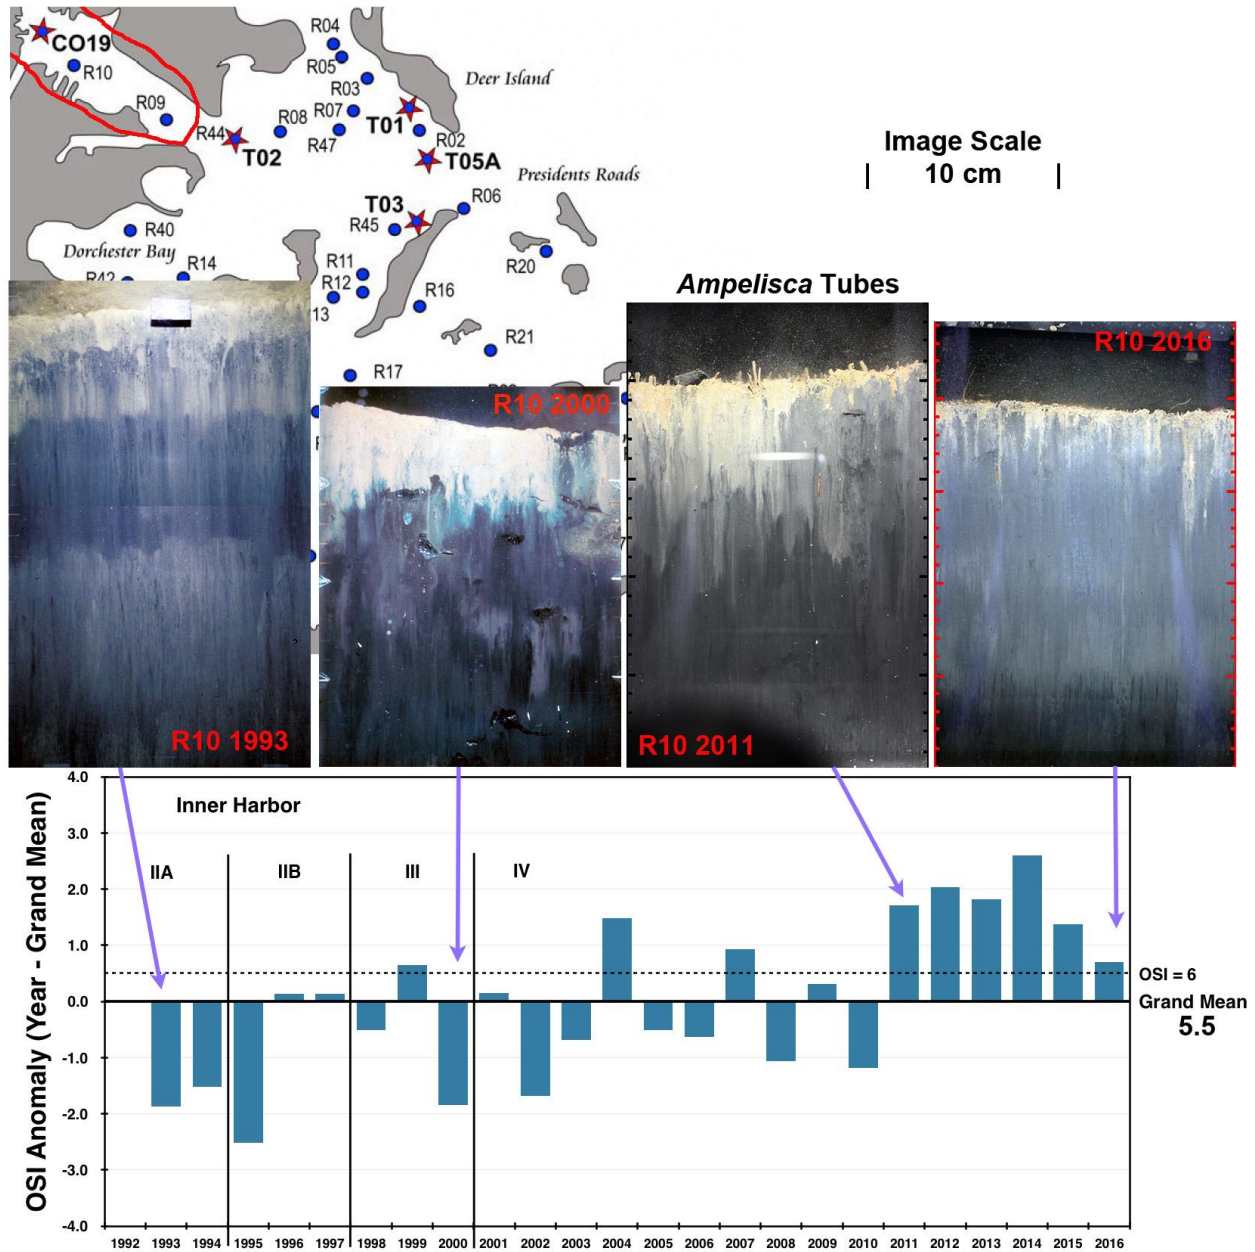 R04
CO19
R05
Deer Island
R10
R03
R09
R07
R08
T01
R44
R47
R02
T02
T05A
Presidents Roads
T03
R06
R45
R40
Dorchester Bay
R20
R42
R14
R11
R12
R16
13
R21
R17
Image Scale
| 10 cm |
Ampelisca Tubes
R10 1993
R10 2000
R10 2011
R10 2016
OSI Anomaly (Year - Grand Mean)
4.0
3.0
2.0
1.0
0.0
-1.0
-2.0
-3.0
-4.0
Inner Harbor
IIA IIB III IV
OSI = 6
Grand Mean
5.5
1992 1993 1994 1995 1996 1997 1998 1999 2000 2001 2002 2003 2004 2005 2006 2007 2008 2009 2010 2011 2012 2013 2014 2015 2016